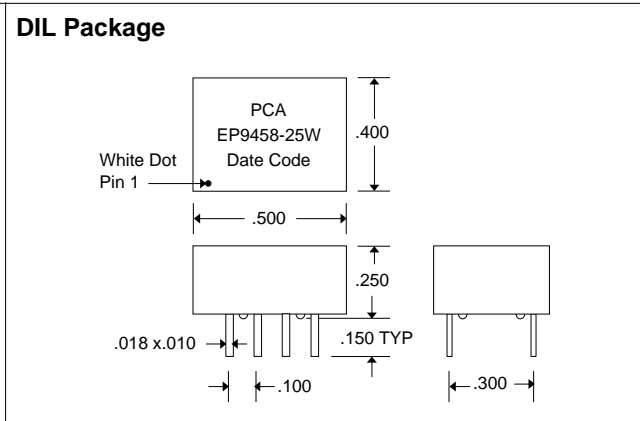 DIL Package
PCA
EP9458-25W
Date Code
White Dot
Pin 1
.400
.500
.250
.018 x.010
.150 TYP
.100
.300